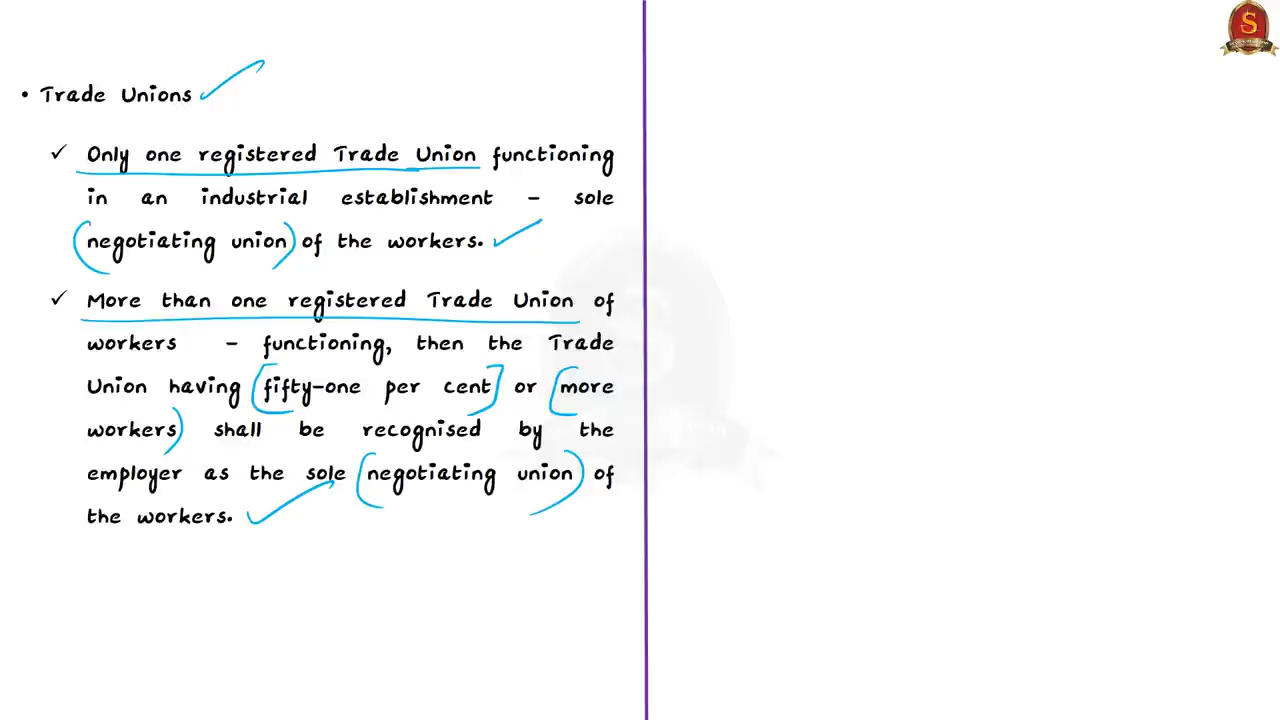 • Trade Unions
✓ Only one registered Trade Union functioning
in an industrial establishment – sole
negotiating union of the workers.
✓ More than one registered Trade Union of
workers – functioning, then the Trade
Union having fifty-one per cent or more
workers shall be recognised by the
employer as the sole negotiating union of
the workers.
S